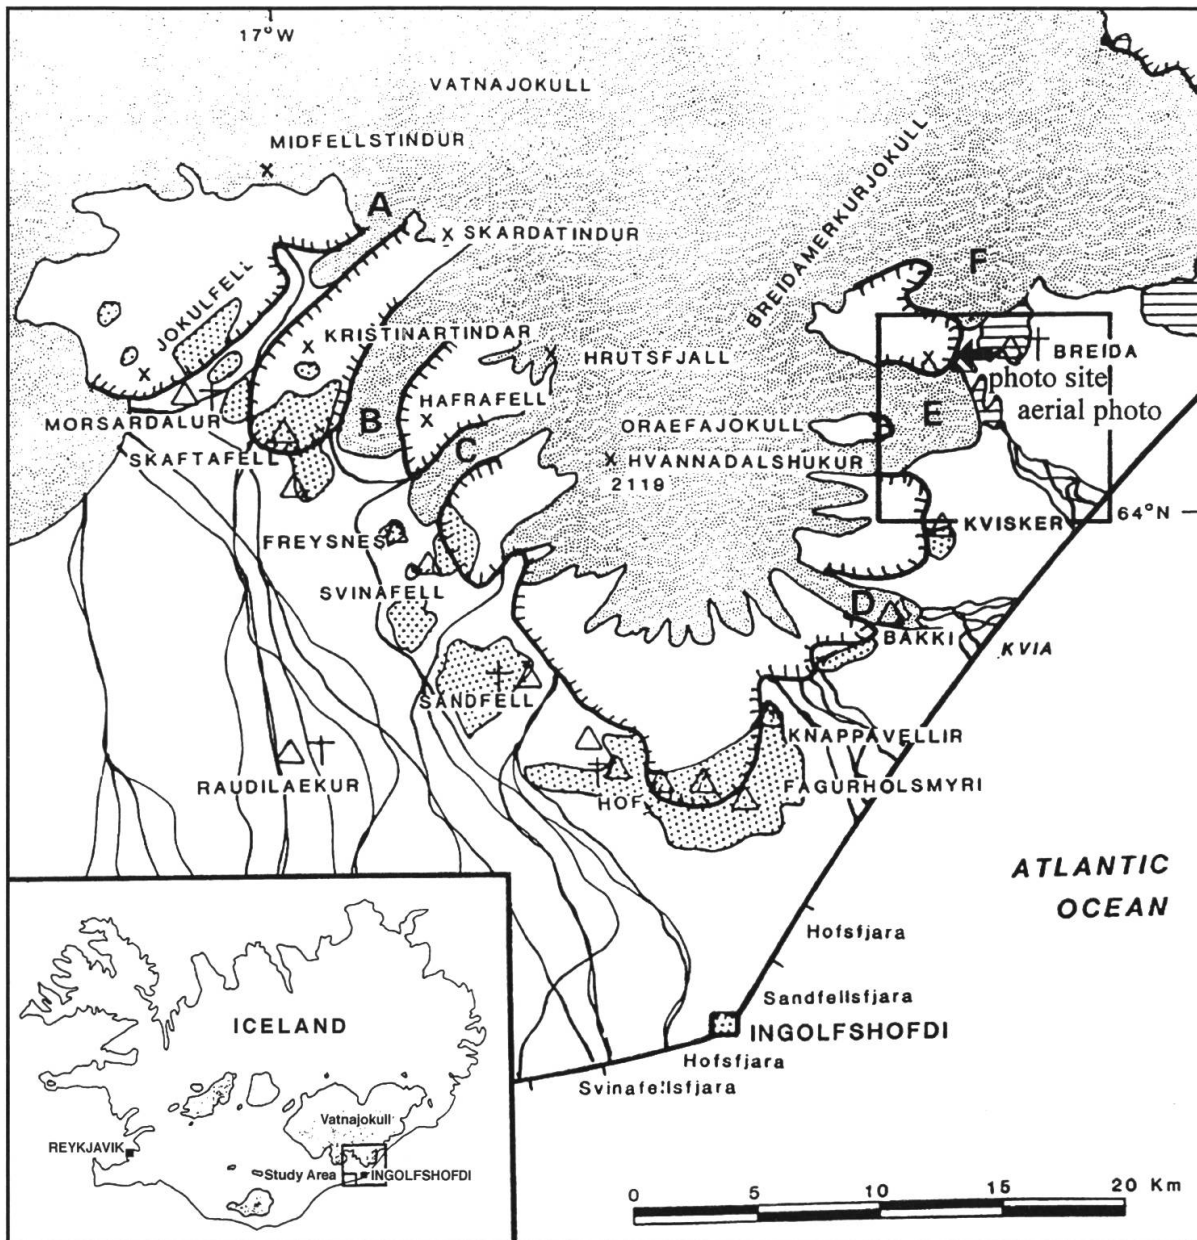 17°W
VATNAJOKULL
MIDFELLSTINDUR
BREIDAMERKURJOKULL
A
SKARDATINDUR
F
JOKULFELL
KRISTINARTINDAR
HRUTSFJALL
BREIDA
photo site
HAFRAFELL
MORSARDALUR
B
ORAEFAJOKULL
E
aerial photo
SKAFTAFELL
C
HVANNADALSHUKUR
2119
64°N
FREYSNES
KVISKER
SVINAFELL
D
BAKKI
KVIA
SANDFELL
KNAPPAVELLIR
RAUDILAEKUR
HOF
FAGURHOLSMYRI
ATLANTIC
OCEAN
Hofsfjara
Sandfellsfjara
INGOLFSHOFDI
Hofsfjara
Svinafellsfjara
ICELAND
Vatnajokull
REYKJAVIK
Study Area
INGOLFSHOFDI
0 5 10 15 20 Km